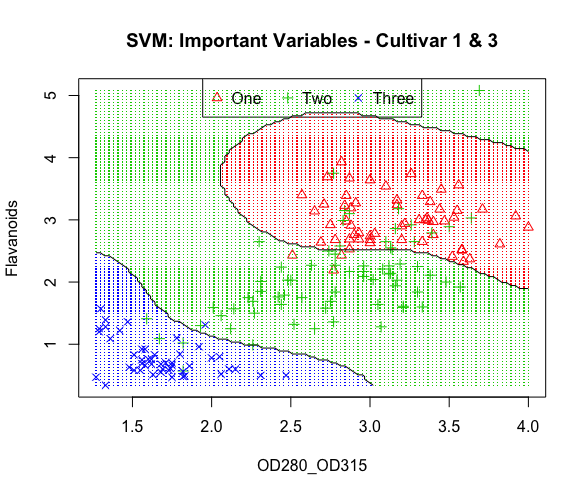 SVM: Important Variables - Cultivar 1 & 3
One Two Three
Flavanoids
5
4
3
2
1
1.5 2.0 2.5 3.0 3.5 4.0
OD280_OD315